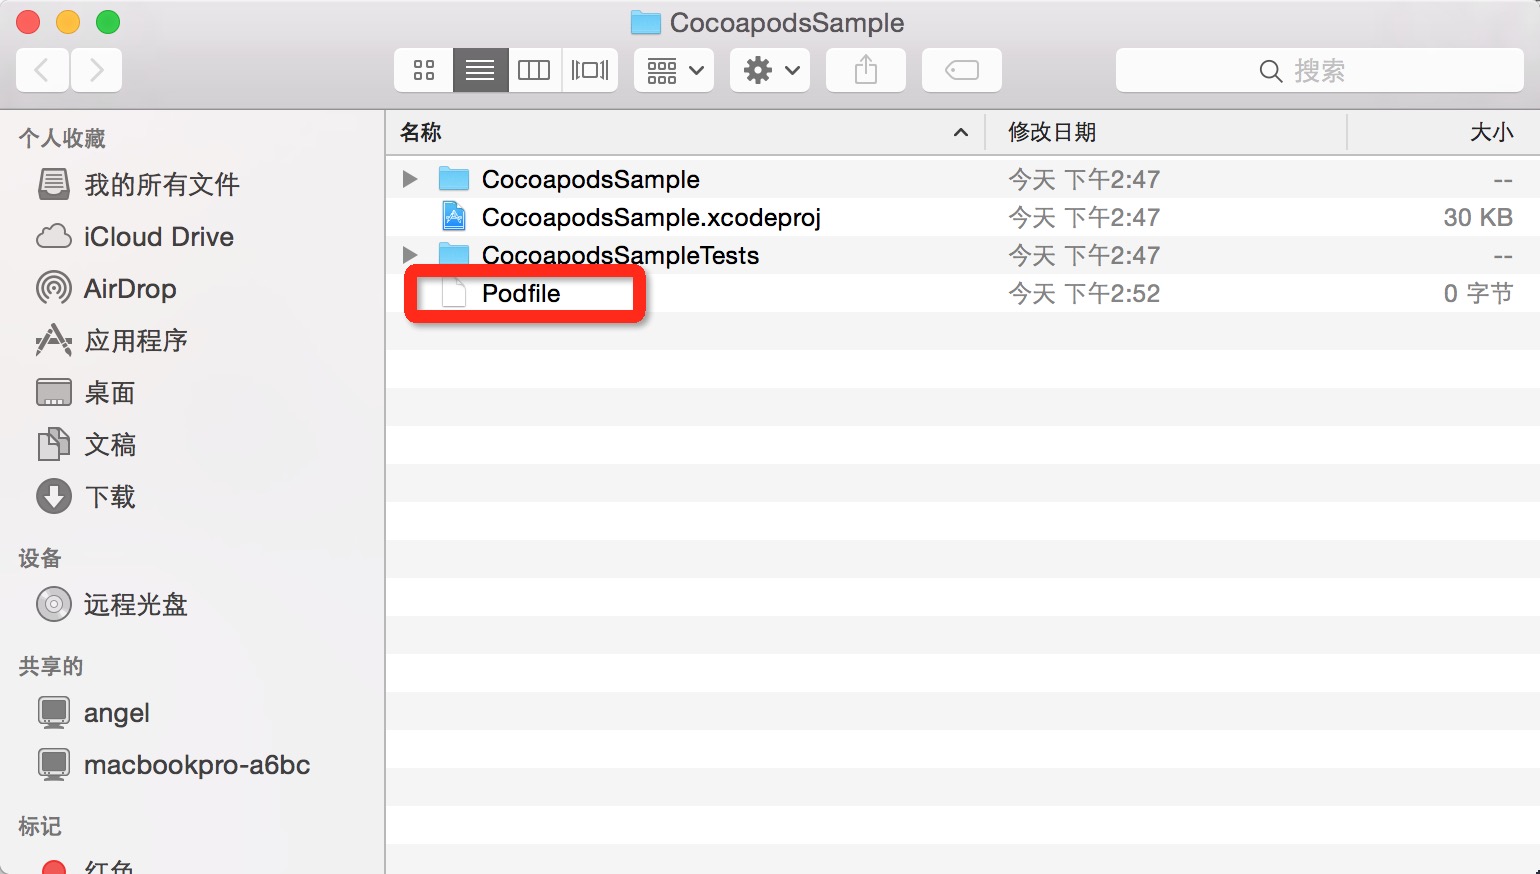 CocoapodsSample
搜索
个人收藏
我的所有文件
iCloud Drive
AirDrop
应用程序
桌面
文稿
下载
设备
远程光盘
共享的
angel
macbookpro-a6bc
标记
红色
名称 修改日期 大小
CocoapodsSample 今天 下午2:47 --
CocoapodsSample.xcodeproj 今天 下午2:47 30 KB
CocoapodsSampleTests 今天 下午2:47 --
Podfile 今天 下午2:52 0 字节